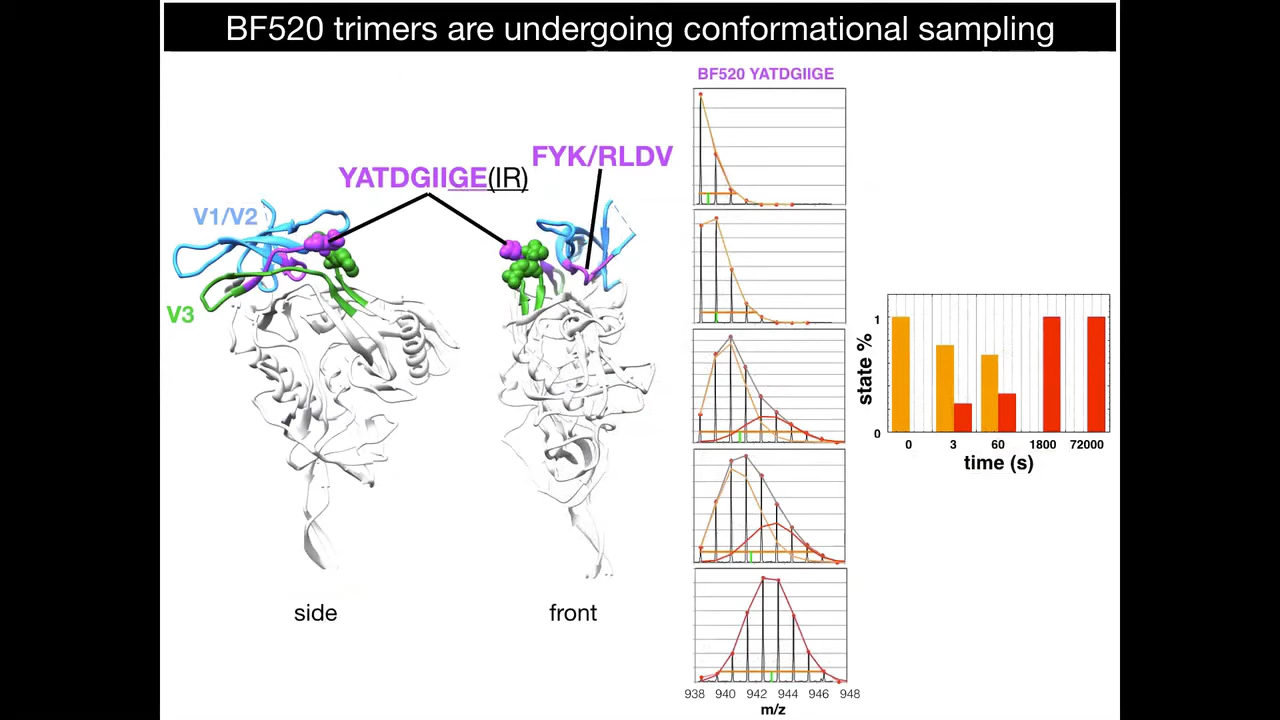 BF520 trimers are undergoing conformational sampling
BF520 YATDGIIGE
FYK/RLDV
YATDGIIGE(IR)
V1/V2
V3
side
front
938 940 942 944 946 948
m/z
state %
1
0
0 3 60 1800 72000
time (s)